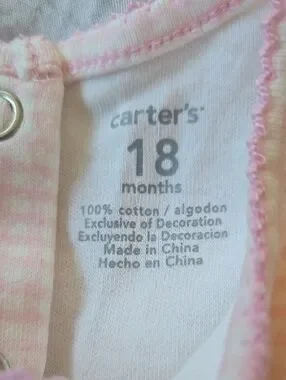 carter's
18
months
100% cotton / algodon
Exclusive of Decoration
Excluyendo la Decoracion
Made in China
Hecho en China